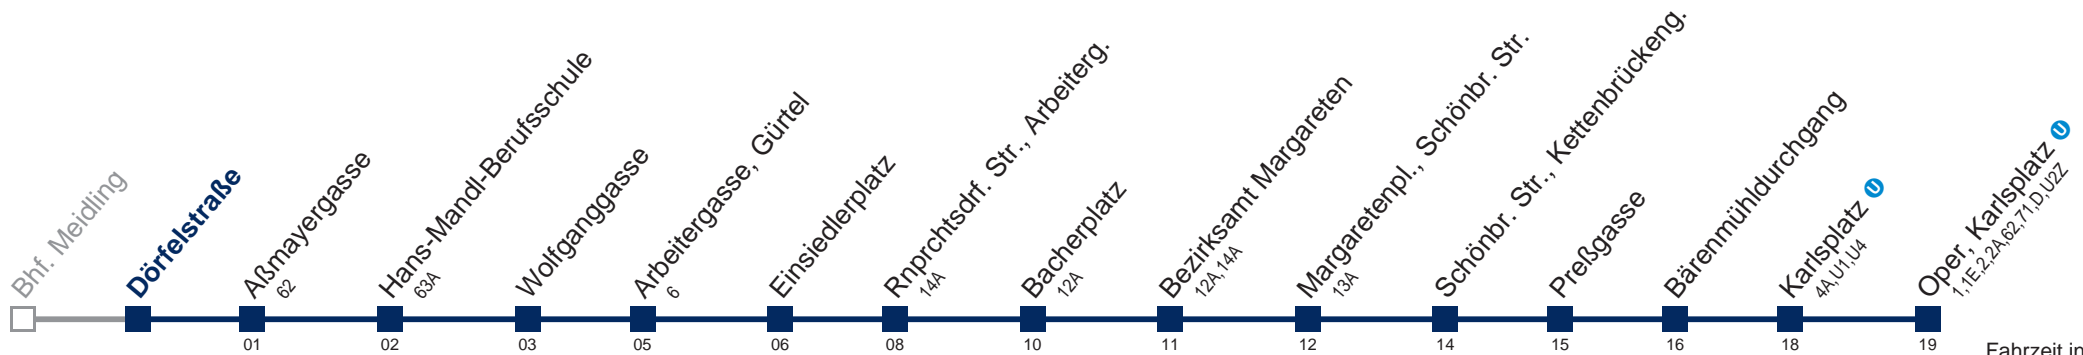 Bhf. Meidling
Dörfelstraße
Aßmayergasse
62
Hans-Mandl-Berufsschule
63A
Wolfganggasse
Arbeitergasse, Gürtel
6
Einsiedlerplatz
Rnprchtsdrf. Str., Arbeiterg.
14A
Bacherplatz
12A
Bezirksamt Margareten
12A,14A
Margaretenpl., Schönbr. Str.
13A
Schönbr. Str., Kettenbrückeng.
Preßgasse
Bärenmühldurchgang
Karlsplatz U
4A,U1,U4
Oper, Karlsplatz U
1,1E,2,2A,62,71,D,U2Z
01 02 03 05 06 08 10 11 12 14 15 16 18 19
Fahrzeit in